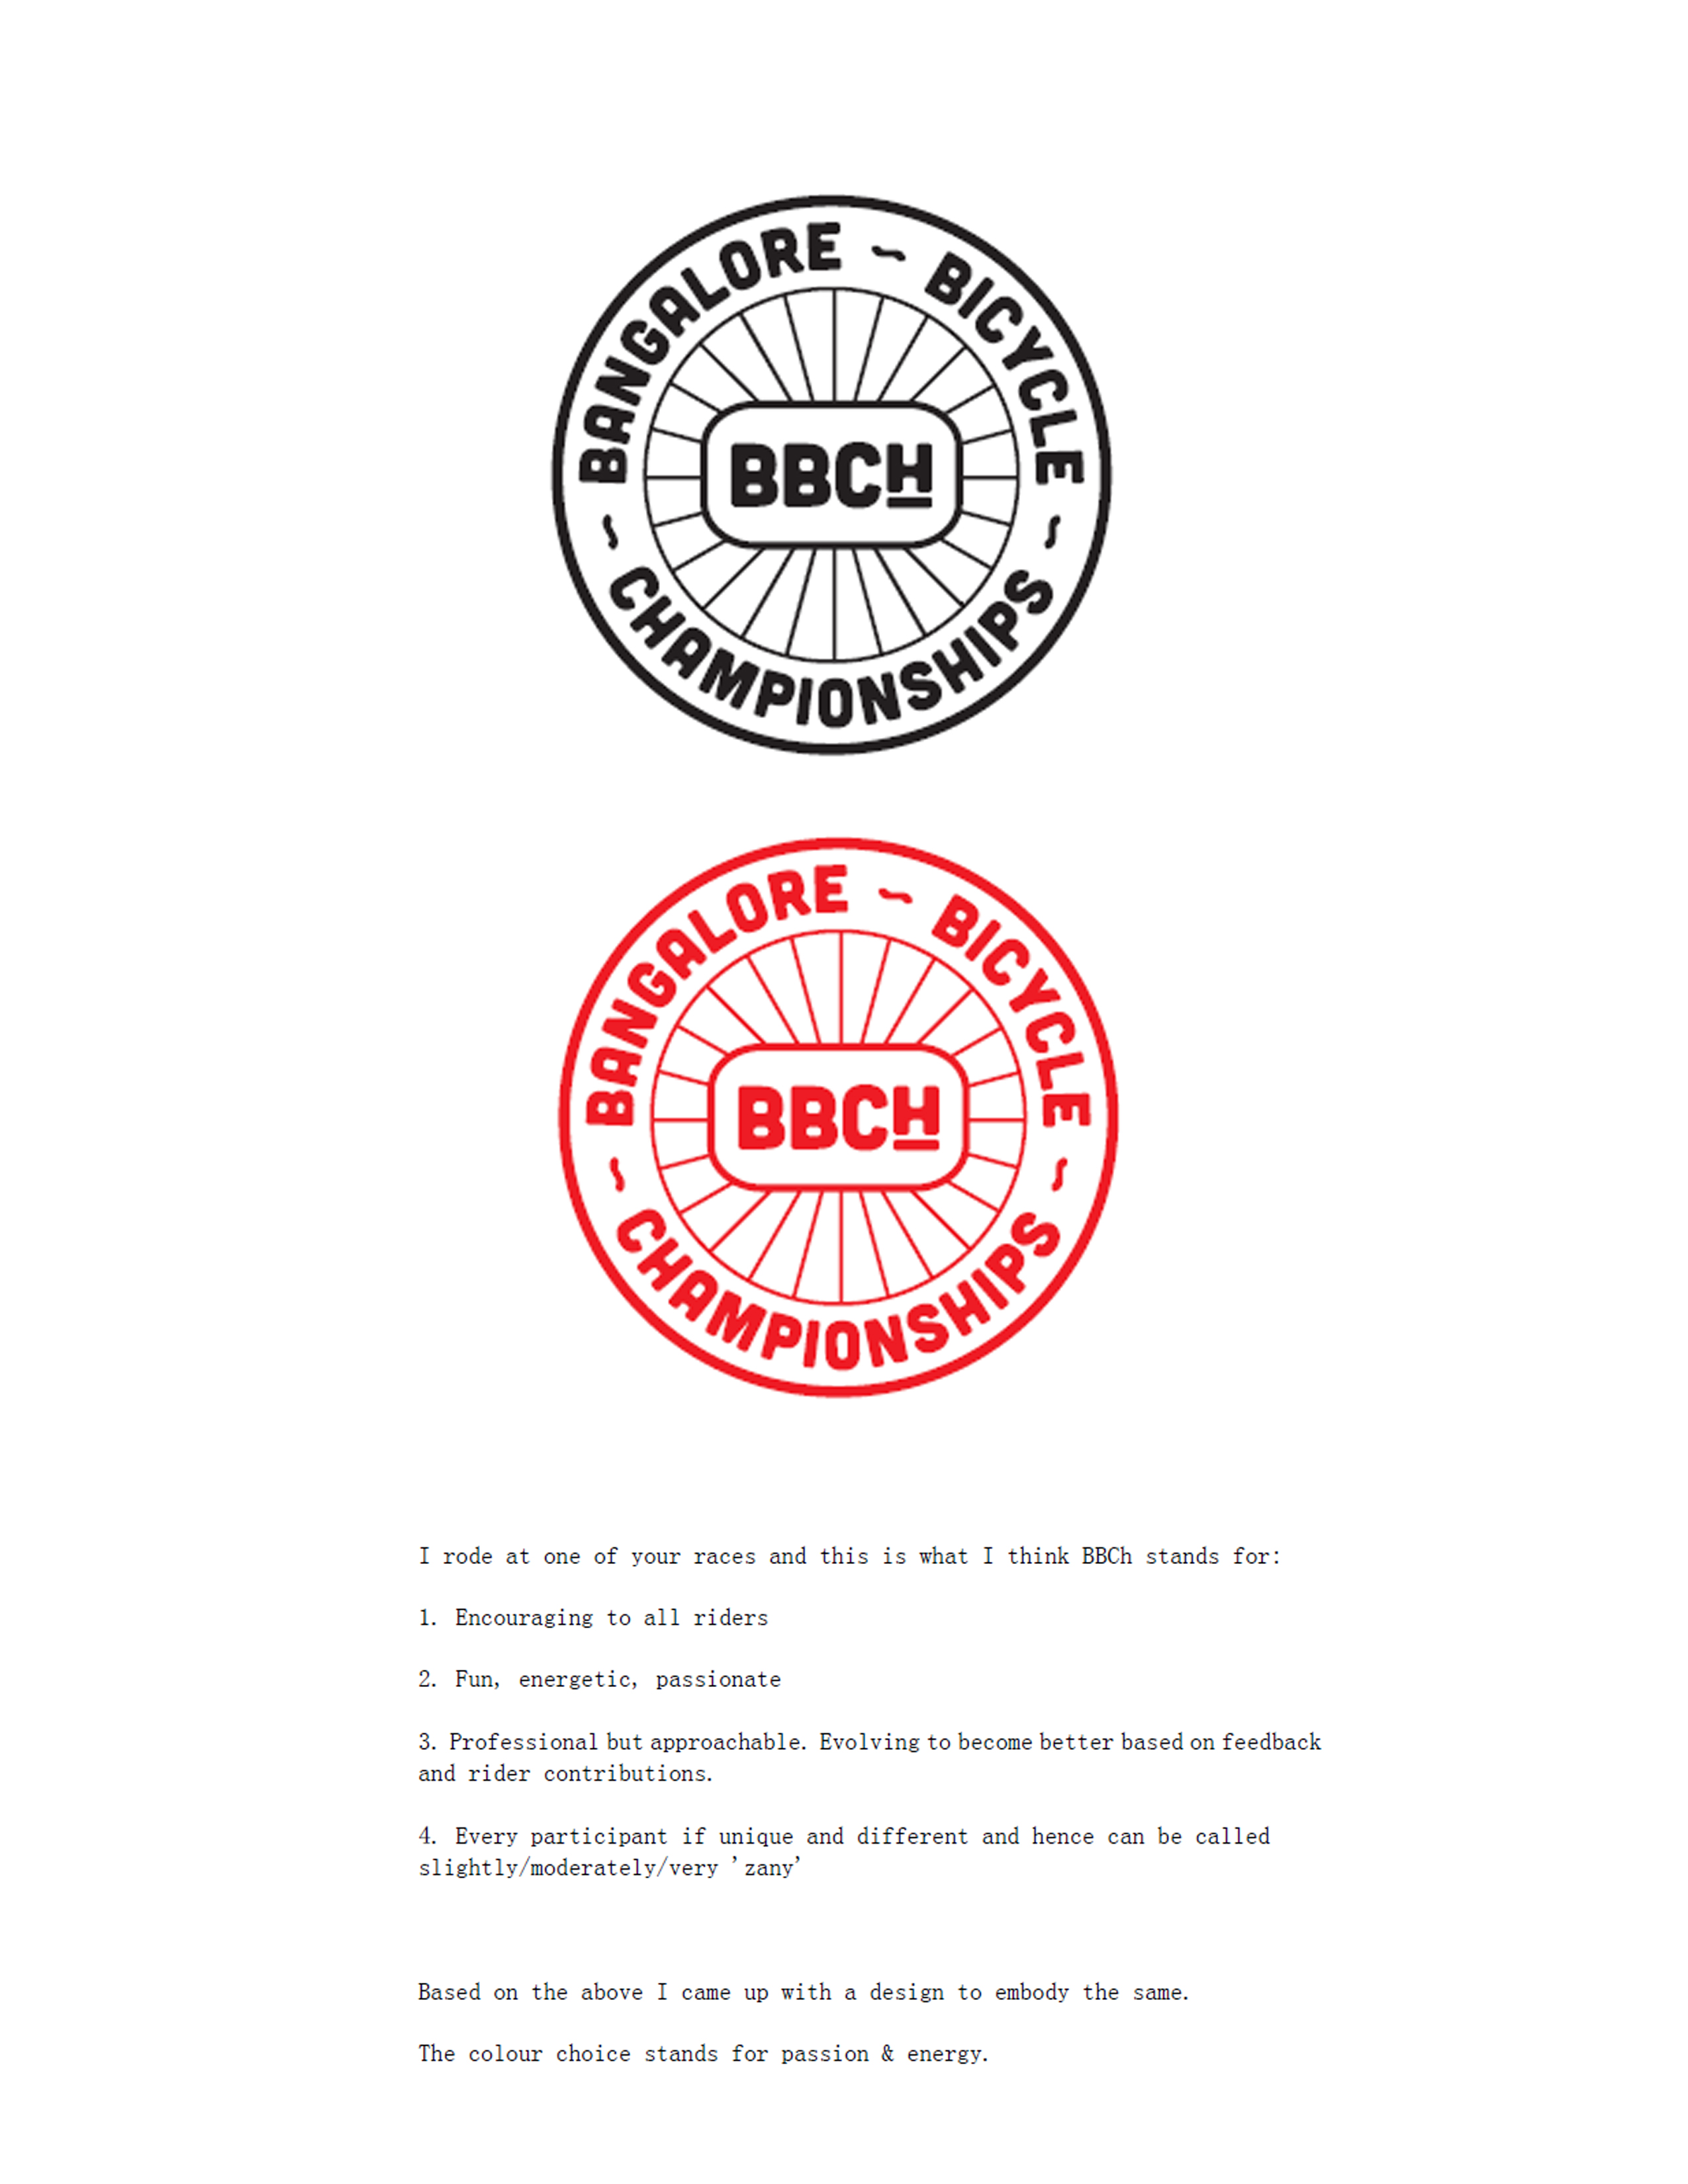 BANGALORE ~ BICYCLE
~ CHAMPIONSHIPS ~
BBCH
BANGALORE ~ BICYCLE
~ CHAMPIONSHIPS ~
BBCH
I rode at one of your races and this is what I think BBCh stands for:
1. Encouraging to all riders
2. Fun, energetic, passionate
3. Professional but approachable. Evolving to become better based on feedback
and rider contributions.
4. Every participant if unique and different and hence can be called
slightly/moderately/very 'zany'
Based on the above I came up with a design to embody the same.
The colour choice stands for passion & energy.